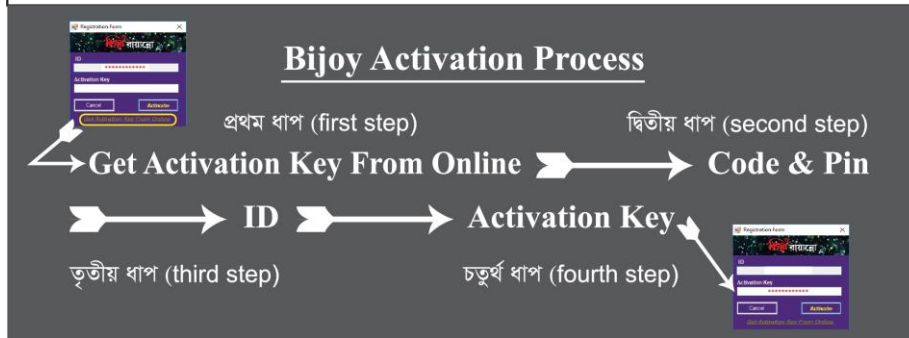 Registration Form
বিজয় বায়ান্নো
ID
Activation Key
Cancel Activate
Get Activation Key From Online
Bijoy Activation Process
প্রথম ধাপ (first step)
দ্বিতীয় ধাপ (second step)
Get Activation Key From Online
Code & Pin
ID
Activation Key
তৃতীয় ধাপ (third step)
চতুর্থ ধাপ (fourth step)
Registration Form
বিজয় বায়ান্নো
ID
Activation Key
Cancel Activate
Get Activation Key From Online